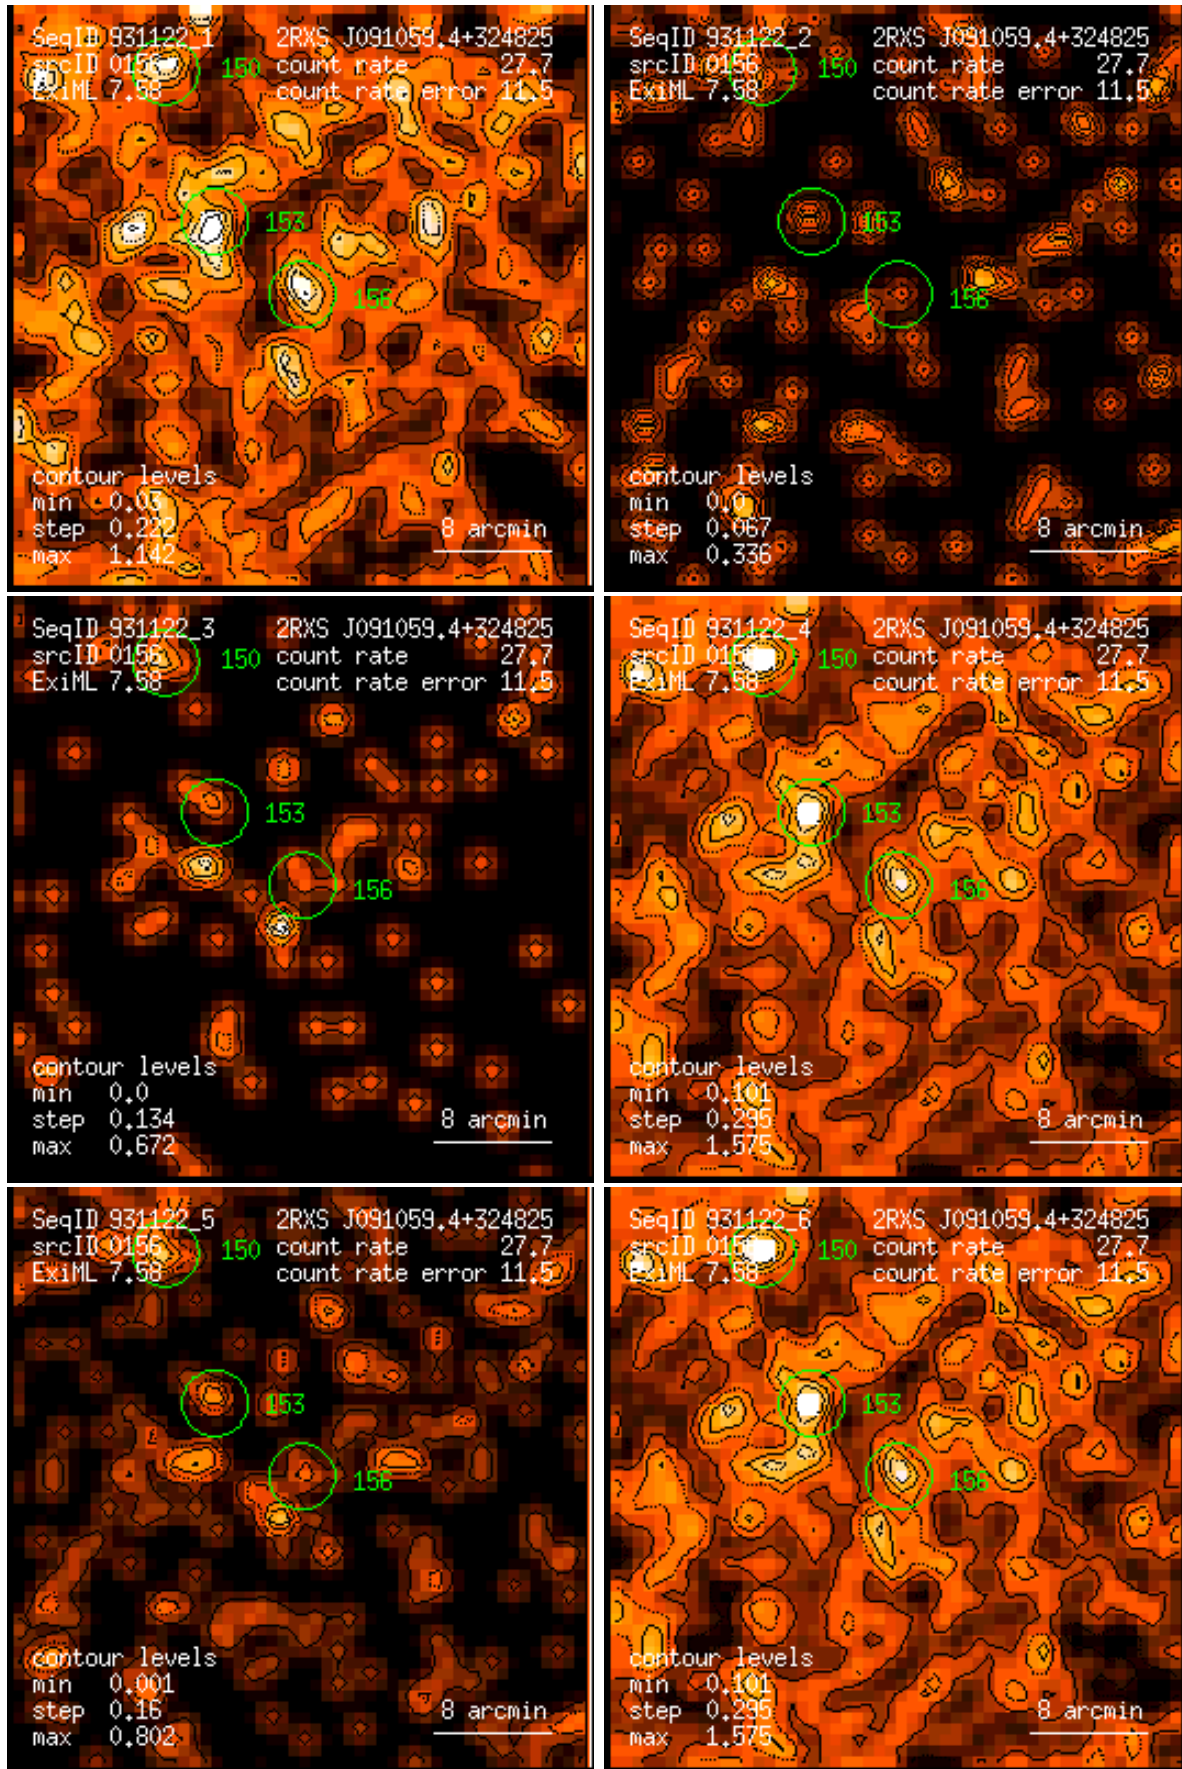 SeqID 931122_1 2RXS J091059.4+324825
srcID 0156 150 count rate 27.7
ExiML 7.58 count rate error 11.5
153
156
contour levels
min 0.03
step 0.222 8 arcmin
max 1.142
SeqID 931122_2 2RXS J091059.4+324825
srcID 0156 150 count rate 27.7
ExiML 7.58 count rate error 11.5
153
156
contour levels
min 0.0
step 0.067 8 arcmin
max 0.336
SeqID 931122_3 2RXS J091059.4+324825
srcID 0156 150 count rate 27.7
ExiML 7.58 count rate error 11.5
153
156
contour levels
min 0.0
step 0.134 8 arcmin
max 0.672
SeqID 931122_4 2RXS J091059.4+324825
srcID 0156 150 count rate 27.7
ExiML 7.58 count rate error 11.5
153
156
contour levels
min 0.101
step 0.295 8 arcmin
max 1.575
SeqID 931122_5 2RXS J091059.4+324825
srcID 0156 150 count rate 27.7
ExiML 7.58 count rate error 11.5
153
156
contour levels
min 0.001
step 0.16 8 arcmin
max 0.802
SeqID 931122_6 2RXS J091059.4+324825
srcID 0156 150 count rate 27.7
ExiML 7.58 count rate error 11.5
153
156
contour levels
min 0.101
step 0.295 8 arcmin
max 1.575